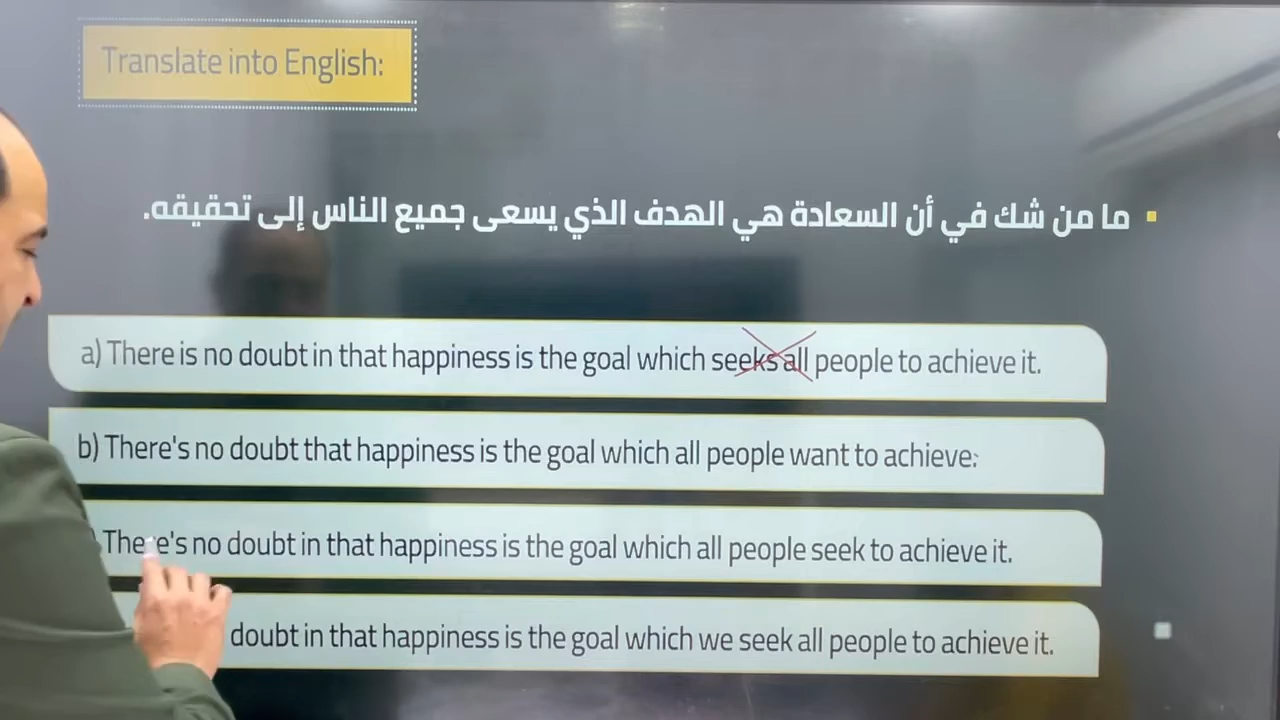 Translate into English:
ما من شك في أن السعادة هي الهدف الذي يسعى جميع الناس إلى تحقيقه.
a) There is no doubt in that happiness is the goal which seeks all people to achieve it.
b) There's no doubt that happiness is the goal which all people want to achieve.
) There's no doubt in that happiness is the goal which all people seek to achieve it.
doubt in that happiness is the goal which we seek all people to achieve it.